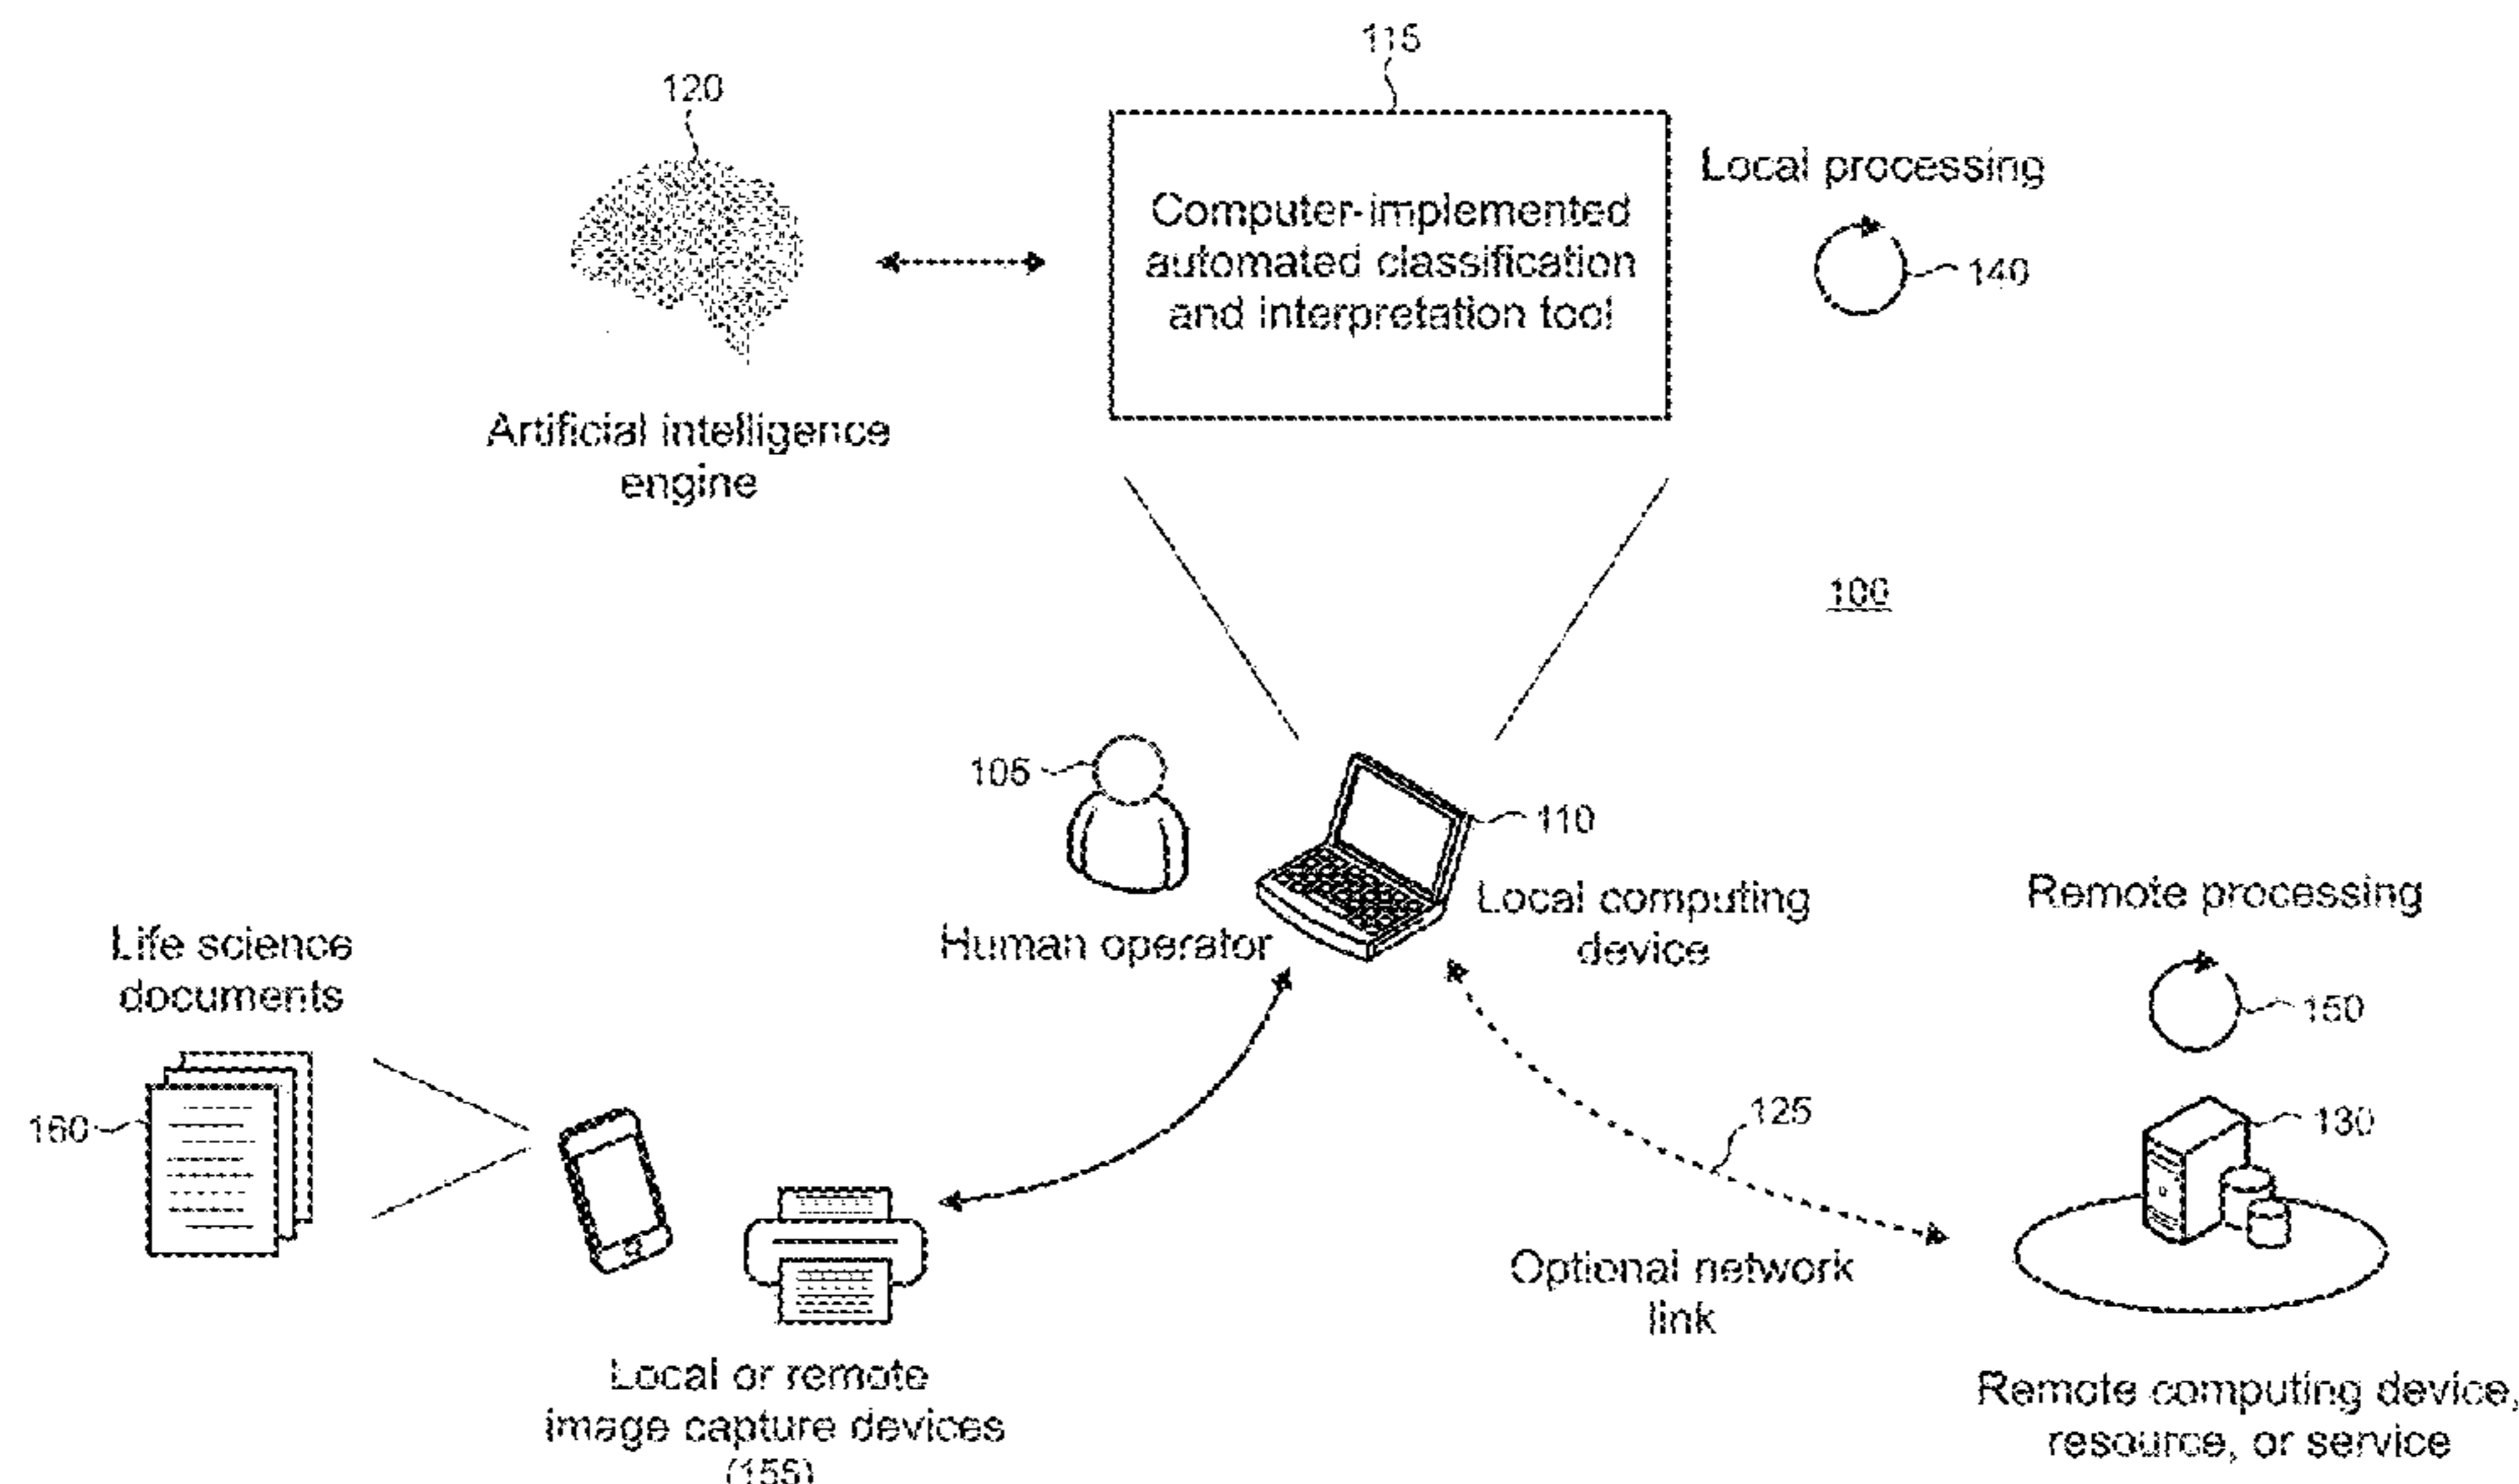 115
120
Local processing
Computer-implemented
automated classification
and interpretation tool
140
Artificial intelligence
engine
100
105
110
Local computing
device
Human operator
Remote processing
150
Life science
documents
160
125
130
Optional network
link
Local or remote
image capture devices
(155)
Remote computing device,
resource, or service